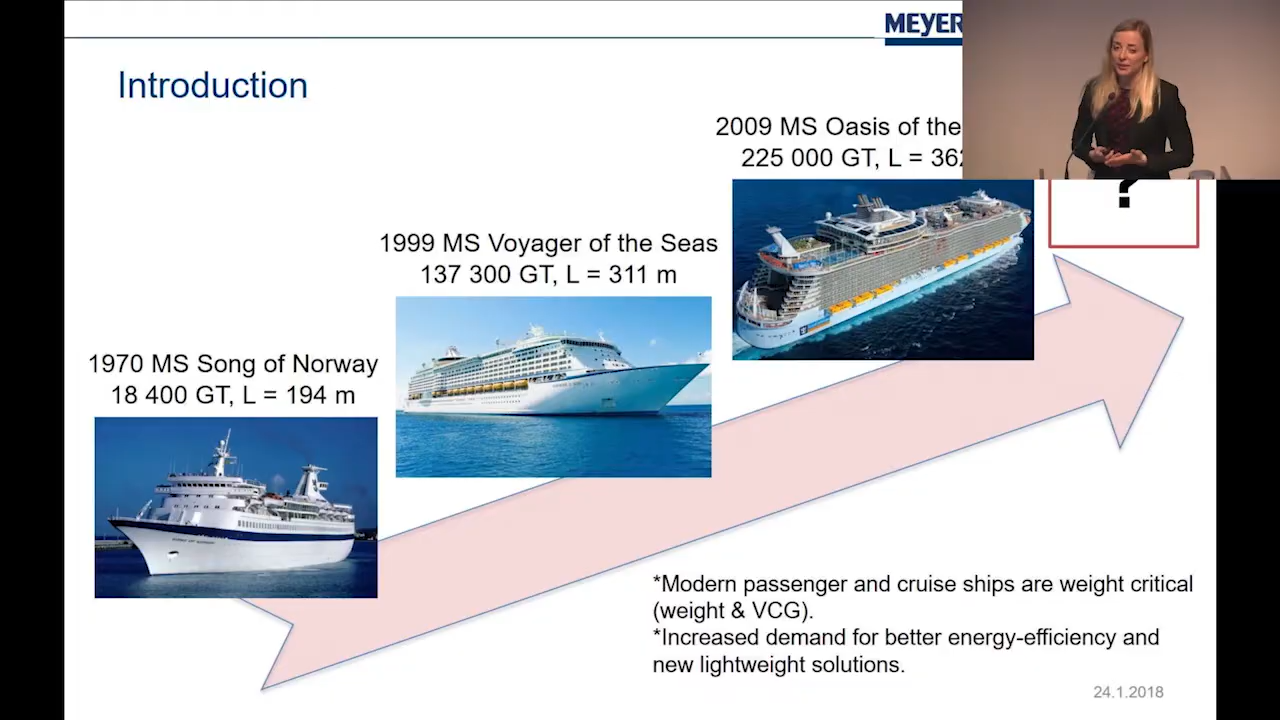 MEYER
Introduction
2009 MS Oasis of the
225 000 GT, L = 362
?
1999 MS Voyager of the Seas
137 300 GT, L = 311 m
1970 MS Song of Norway
18 400 GT, L = 194 m
*Modern passenger and cruise ships are weight critical
(weight & VCG).
*Increased demand for better energy-efficiency and
new lightweight solutions.
24.1.2018